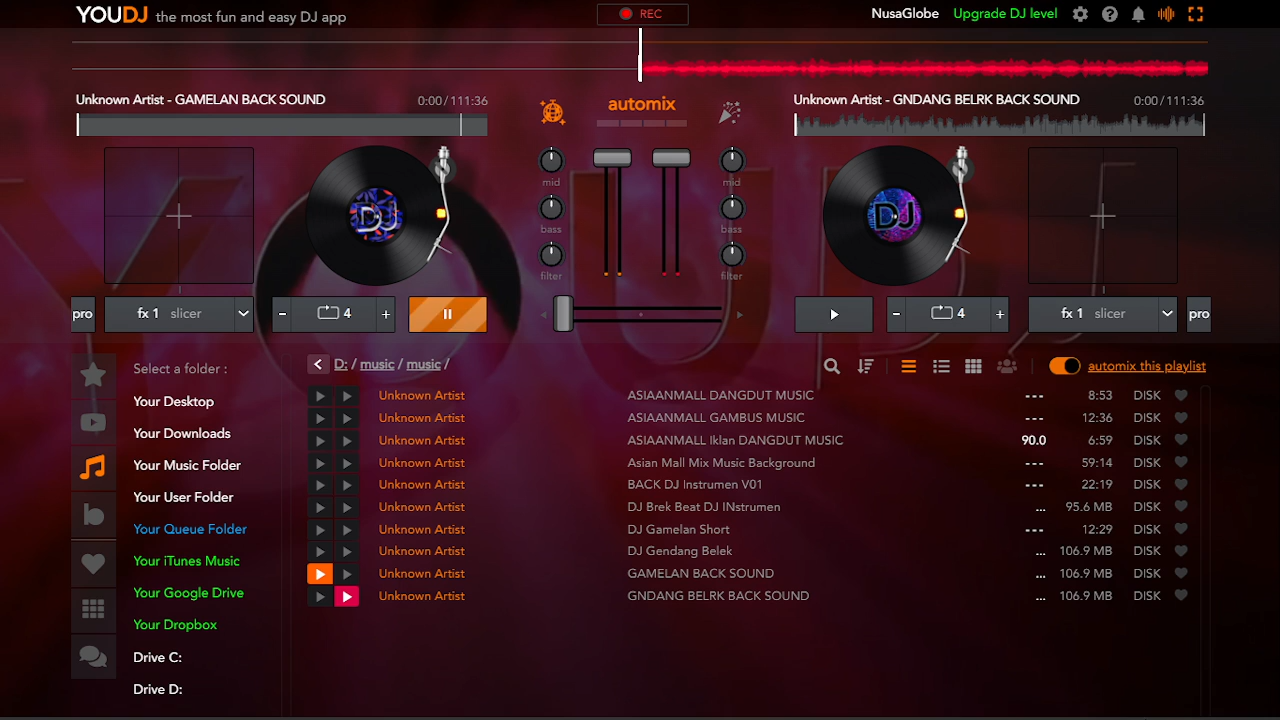 YOUDJ the most fun and easy DJ app
REC
NusaGlobe Upgrade DJ level
Unknown Artist - GAMELAN BACK SOUND 0:00 / 111:36
automix
Unknown Artist - GNDANG BELRK BACK SOUND 0:00 / 111:36
mid mid
bass bass
filter filter
DJ DJ
pro fx 1 slicer - 4 +
- 4 + fx 1 slicer pro
Select a folder :
Your Desktop
Your Downloads
Your Music Folder
Your User Folder
Your Queue Folder
Your iTunes Music
Your Google Drive
Your Dropbox
Drive C:
Drive D:
D: / music / music /
automix this playlist
Unknown Artist ASIAANMALL DANGDUT MUSIC --- 8:53 DISK
Unknown Artist ASIAANMALL GAMBUS MUSIC --- 12:36 DISK
Unknown Artist ASIAANMALL Iklan DANGDUT MUSIC 90.0 6:59 DISK
Unknown Artist Asian Mall Mix Music Background --- 59:14 DISK
Unknown Artist BACK DJ Instrumen V01 --- 22:19 DISK
Unknown Artist DJ Brek Beat DJ INstrumen ... 95.6 MB DISK
Unknown Artist DJ Gamelan Short --- 12:29 DISK
Unknown Artist DJ Gendang Belek ... 106.9 MB DISK
Unknown Artist GAMELAN BACK SOUND ... 106.9 MB DISK
Unknown Artist GNDANG BELRK BACK SOUND ... 106.9 MB DISK